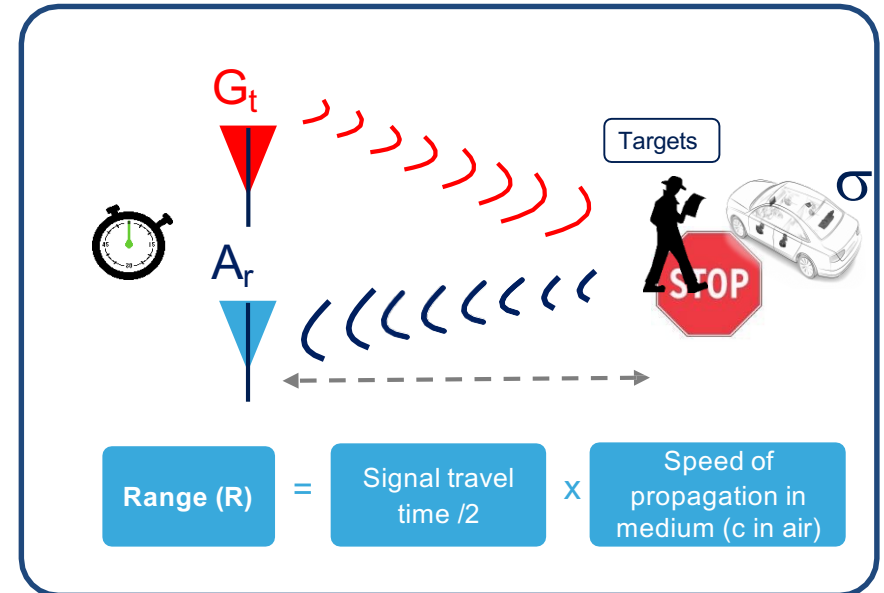 Gt
Targets
σ
Ar
STOP
Range (R)
=
Signal travel
time /2
x
Speed of
propagation in
medium (c in air)